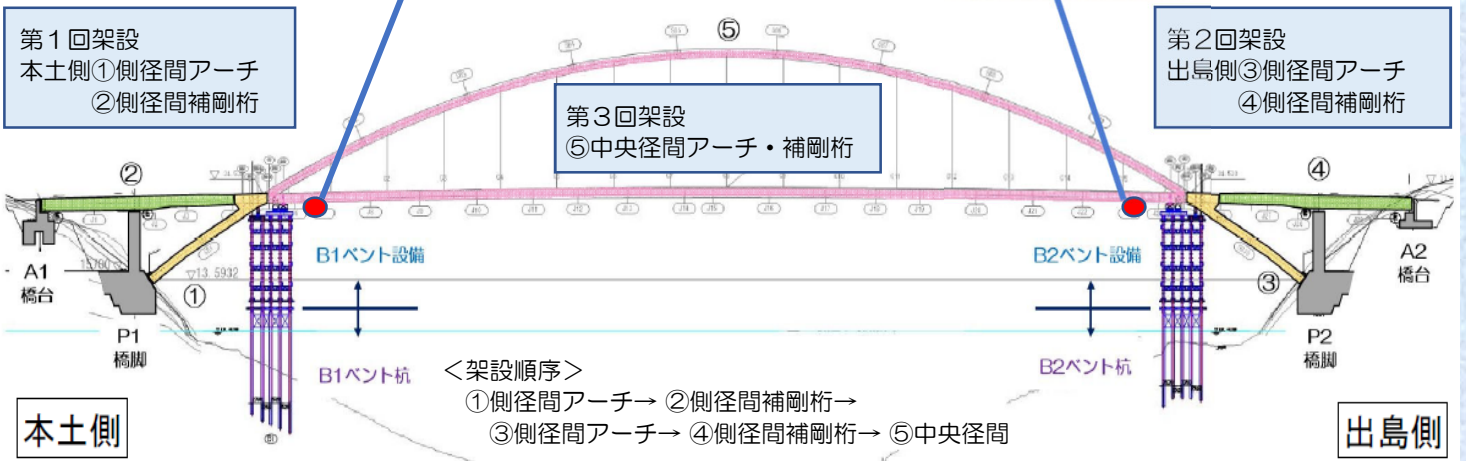 第1回架設
本土側①側径間アーチ
②側径間補剛桁
⑤
第2回架設
出島側③側径間アーチ
④側径間補剛桁
第3回架設
⑤中央径間アーチ・補剛桁
②
④
A1
橋台
B1ベント設備
B2ベント設備
A2
橋台
▽13.5932
①
③
P1
橋脚
P2
橋脚
B1ベント杭
B2ベント杭
＜架設順序＞
①側径間アーチ→ ②側径間補剛桁→
③側径間アーチ→ ④側径間補剛桁→ ⑤中央径間
本土側
出島側